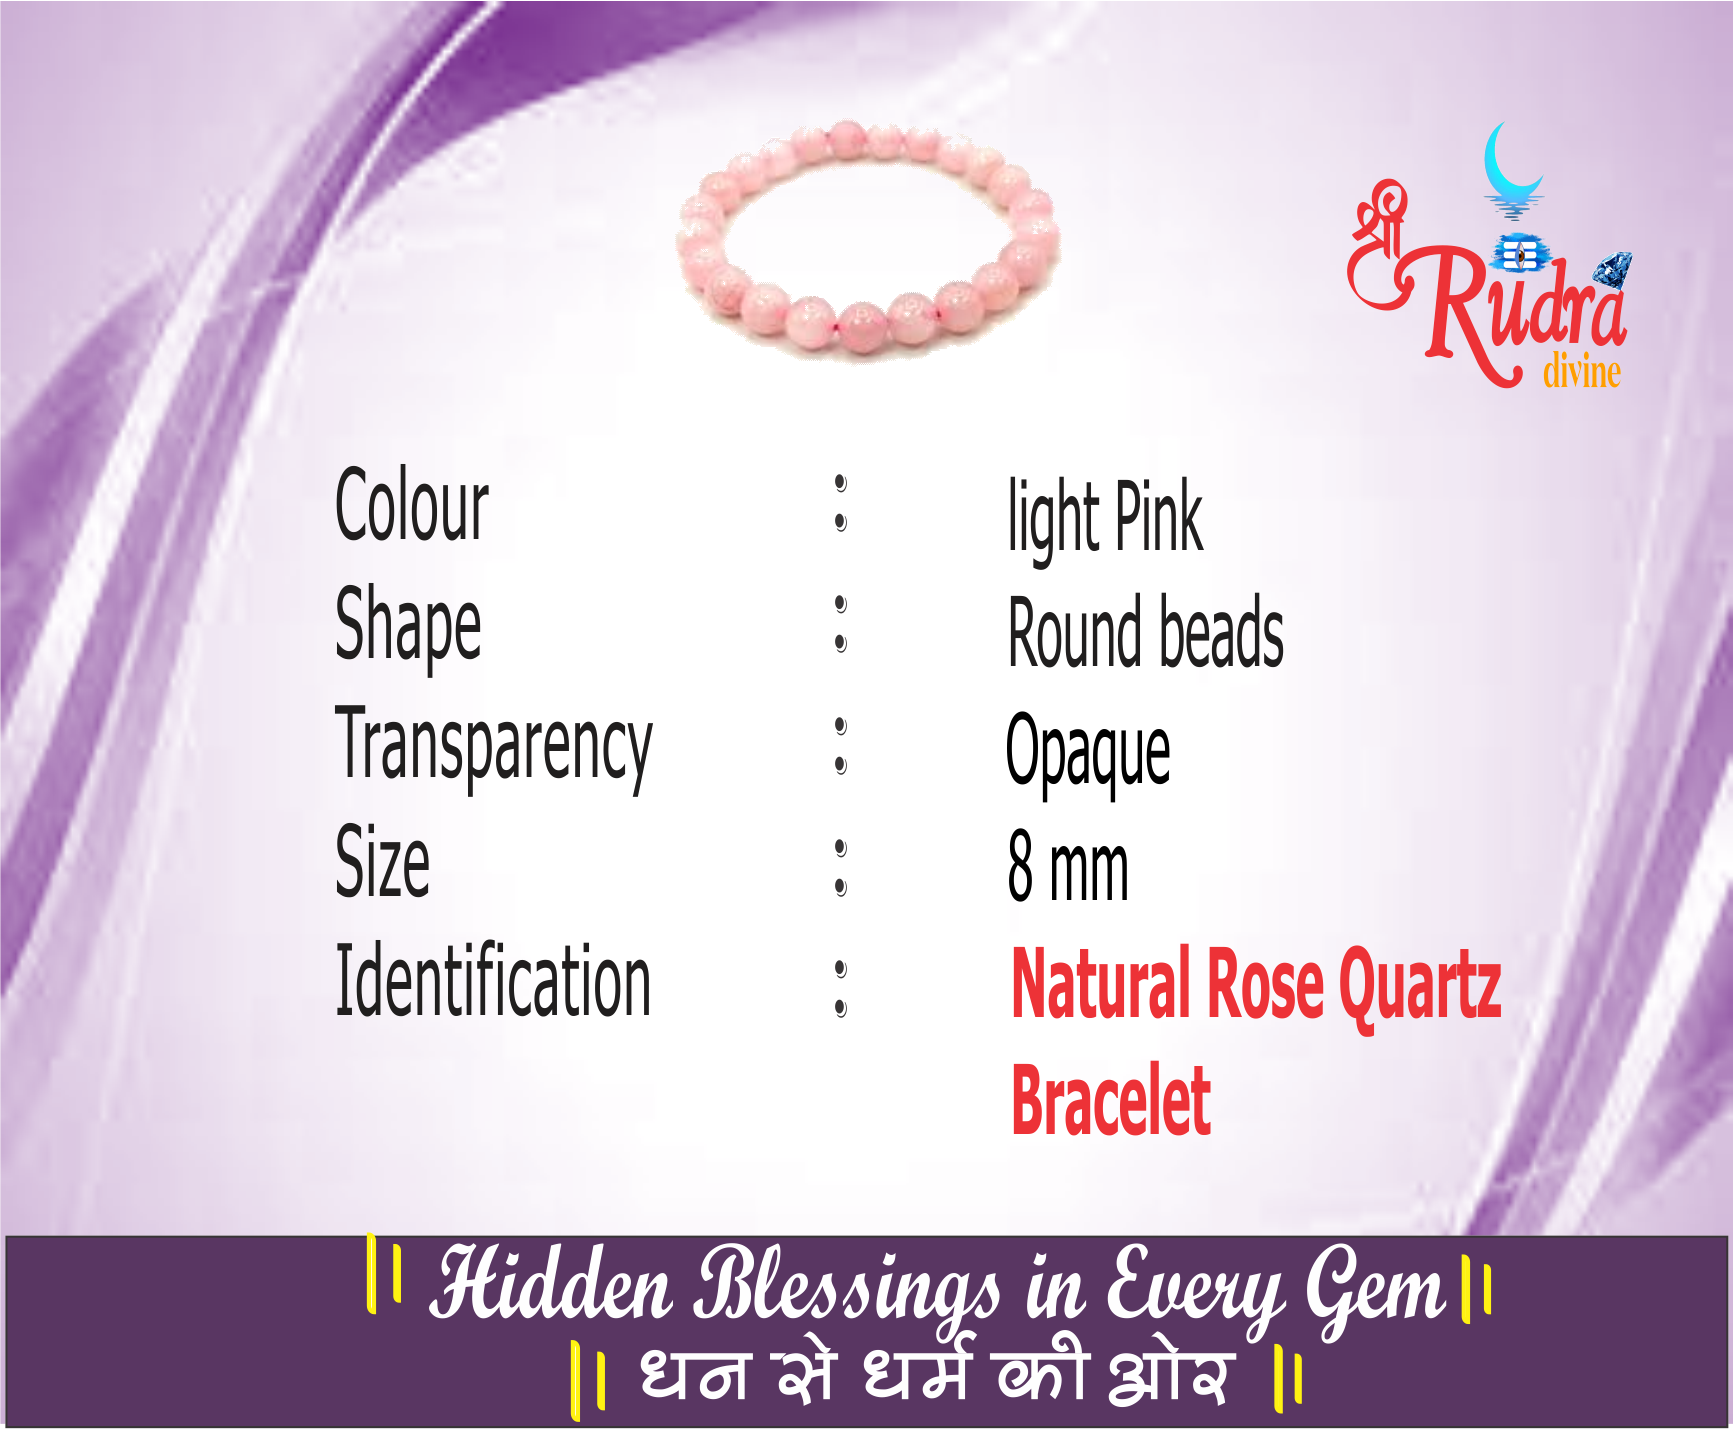 श्री
Rudra
divine
Colour : light Pink
Shape : Round beads
Transparency : Opaque
Size : 8 mm
Identification : Natural Rose Quartz
Bracelet
॥ Hidden Blessings in Every Gem ॥
॥ धन से धर्म की ओर ॥